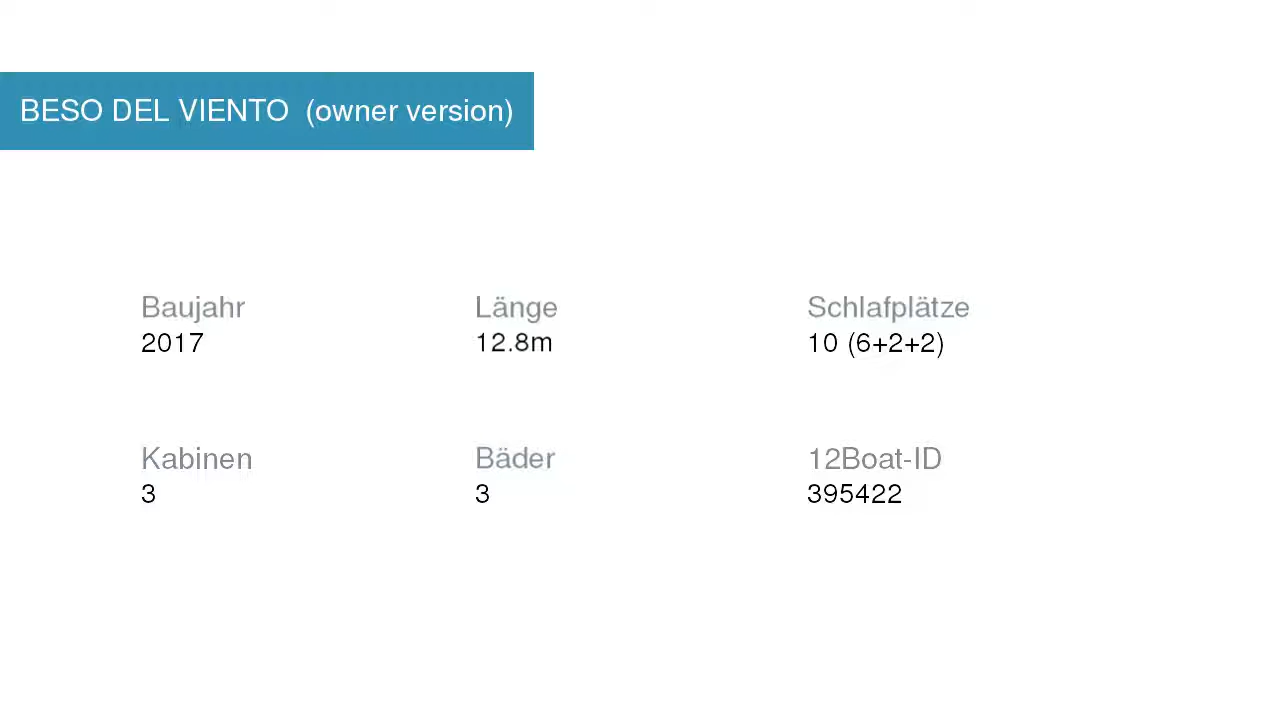 BESO DEL VIENTO (owner version)
Baujahr
2017
Länge
12.8m
Schlafplätze
10 (6+2+2)
Kabinen
3
Bäder
3
12Boat-ID
395422